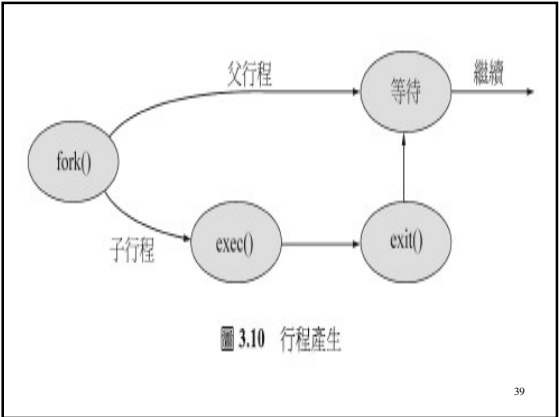 父行程
等待
繼續
fork()
子行程
exec()
exit()
圖 3.10 行程產生
39